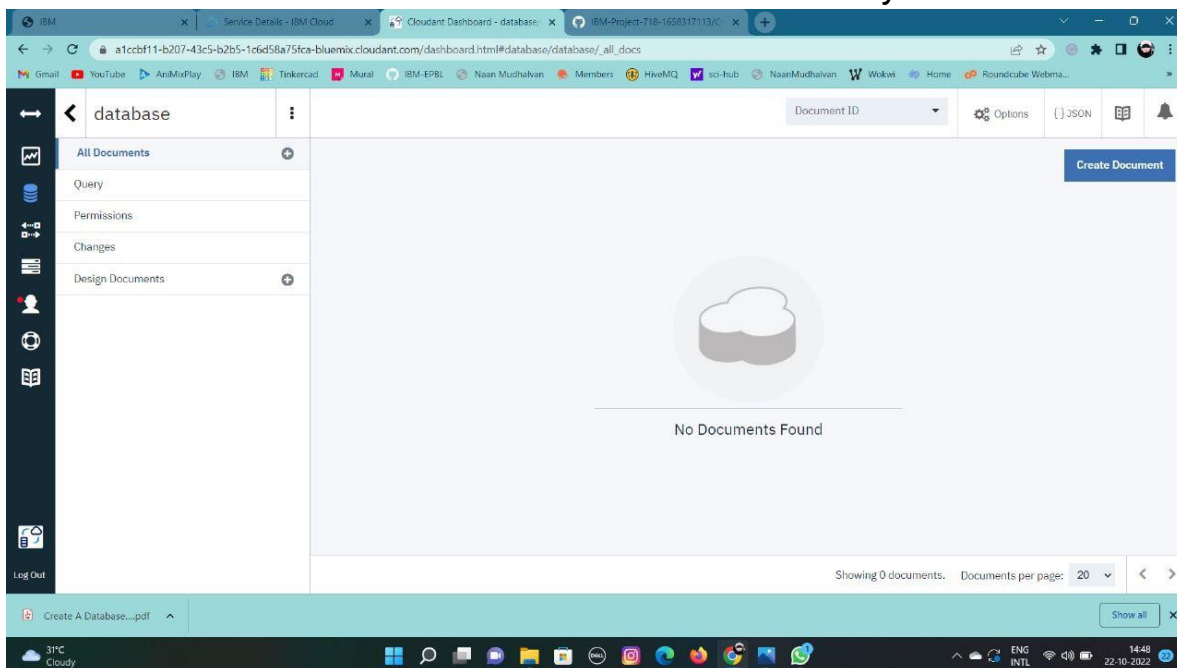 IBM
Service Details - IBM Cloud
Cloudant Dashboard - database/
IBM-Project-718-1658317113/
a1ccbf11-b207-43c5-b2b5-1c6d58a75fca-bluemix.cloudant.com/dashboard.html#database/database/_all_docs
Gmail YouTube AniMixPlay IBM Tinkercad Mural IBM-EPBL Naan Mudhalvan Members HiveMQ sci-hub NaanMudhalvan Wokwi Home Roundcube Webma...
database
Document ID
Options
{ } JSON
All Documents
Create Document
Query
Permissions
Changes
Design Documents
No Documents Found
Log Out
Showing 0 documents. Documents per page: 20
Create A Database....pdf
Show all
31°C
Cloudy
ENG
INTL
14:48
22-10-2022
22